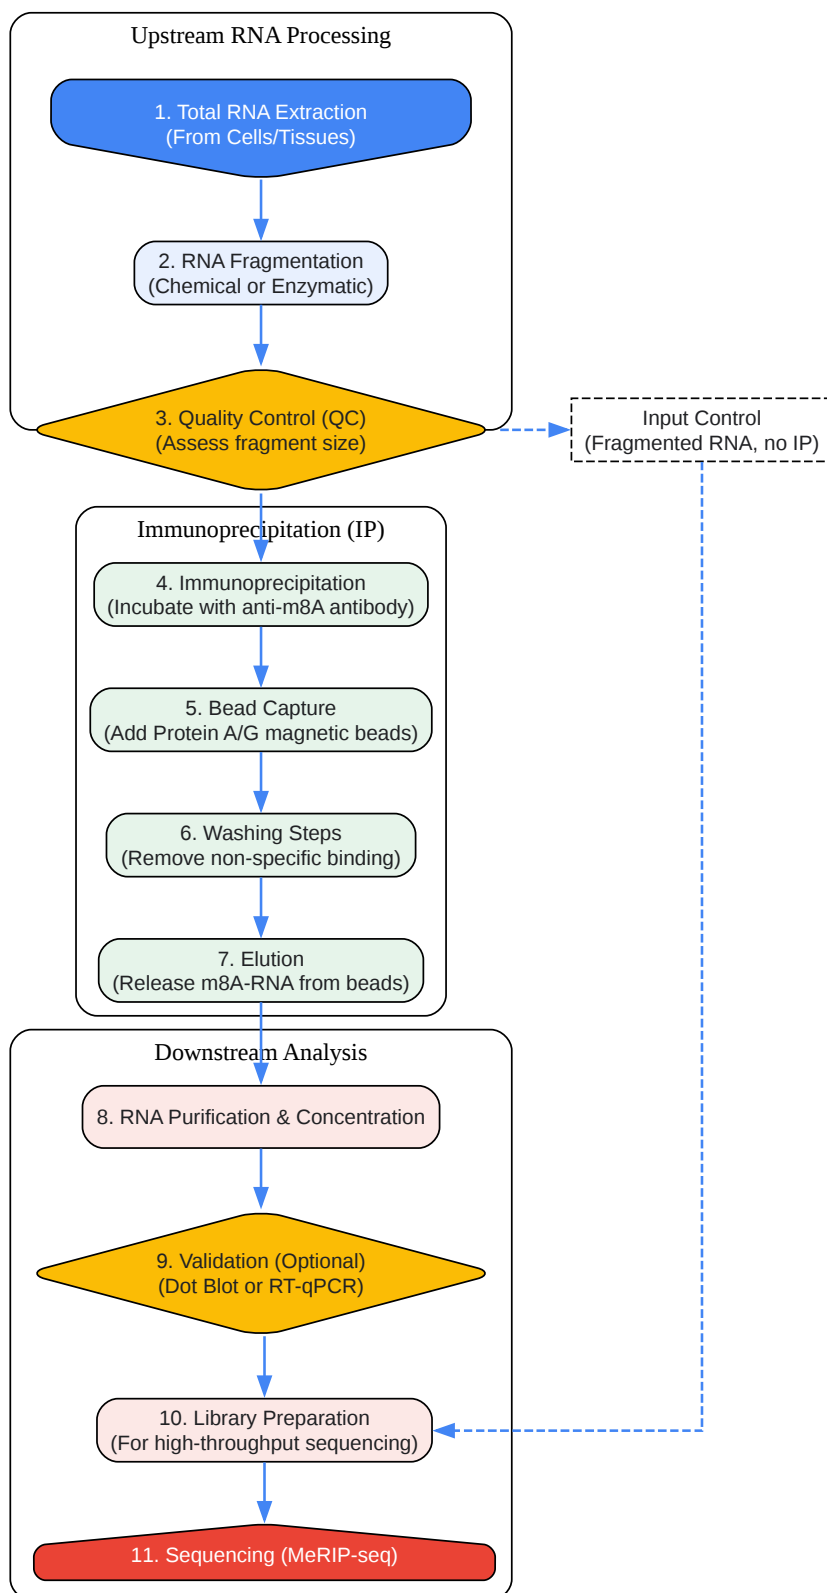 Upstream RNA Processing
1. Total RNA Extraction
(From Cells/Tissues)
2. RNA Fragmentation
(Chemical or Enzymatic)
3. Quality Control (QC)
(Assess fragment size)
Input Control
(Fragmented RNA, no IP)
Immunoprecipitation (IP)
4. Immunoprecipitation
(Incubate with anti-m8A antibody)
5. Bead Capture
(Add Protein A/G magnetic beads)
6. Washing Steps
(Remove non-specific binding)
7. Elution
(Release m8A-RNA from beads)
Downstream Analysis
8. RNA Purification & Concentration
9. Validation (Optional)
(Dot Blot or RT-qPCR)
10. Library Preparation
(For high-throughput sequencing)
11. Sequencing (MeRIP-seq)